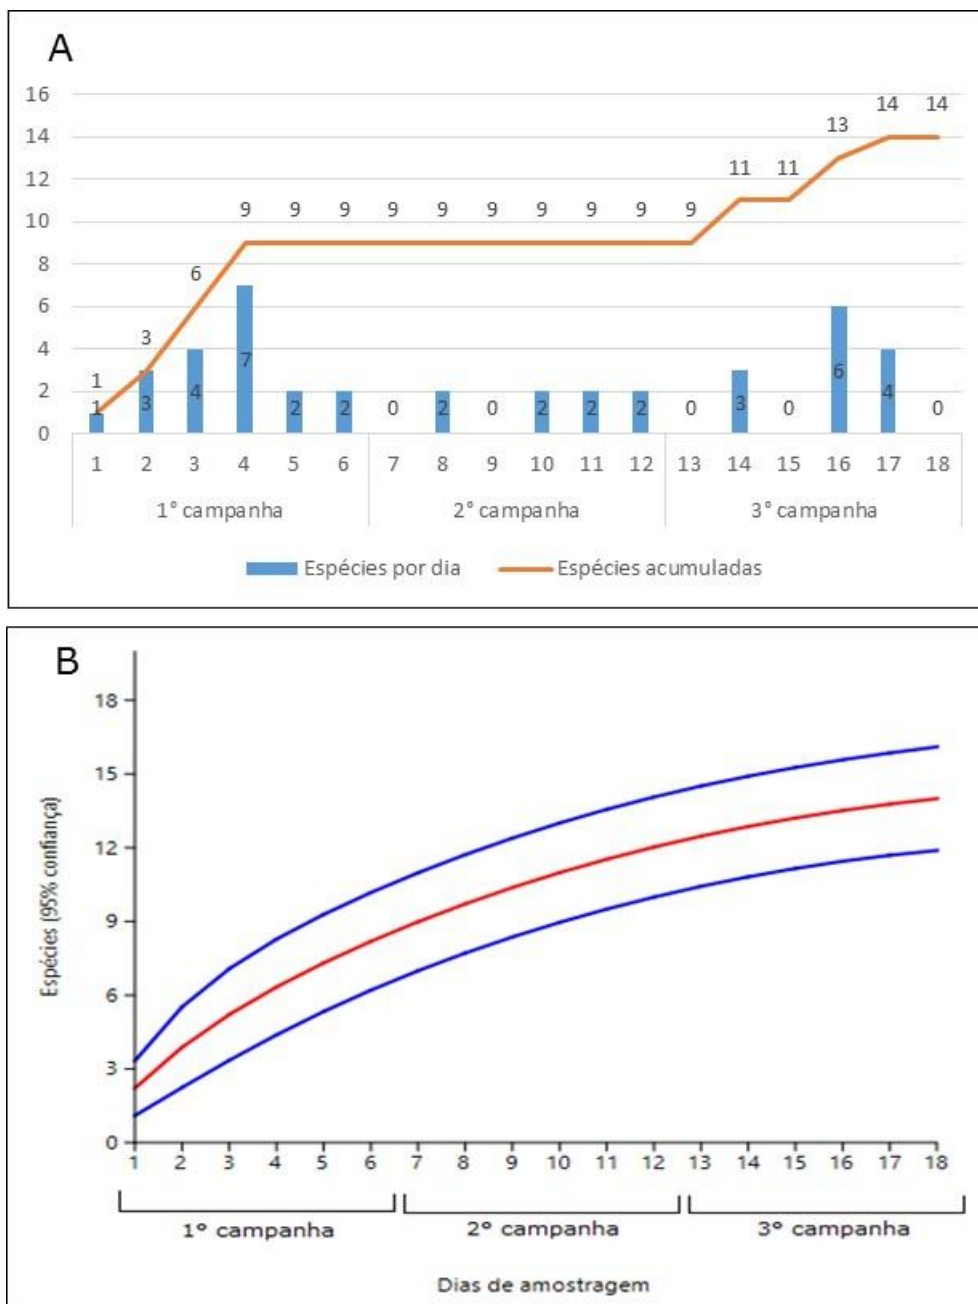 A
16
14
12
10
8
6
4
2
0
1 3 6 9 9 9 9 9 9 9 9 9 9 11 11 13 14 14
1 3 4 7 2 2 0 2 0 2 2 2 0 3 0 6 4 0
1 2 3 4 5 6 7 8 9 10 11 12 13 14 15 16 17 18
1° campanha 2° campanha 3° campanha
Espécies por dia Espécies acumuladas
B
Espécies (95% confiança)
18
15
12
9
6
3
0
1 2 3 4 5 6 7 8 9 10 11 12 13 14 15 16 17 18
1° campanha 2° campanha 3° campanha
Dias de amostragem